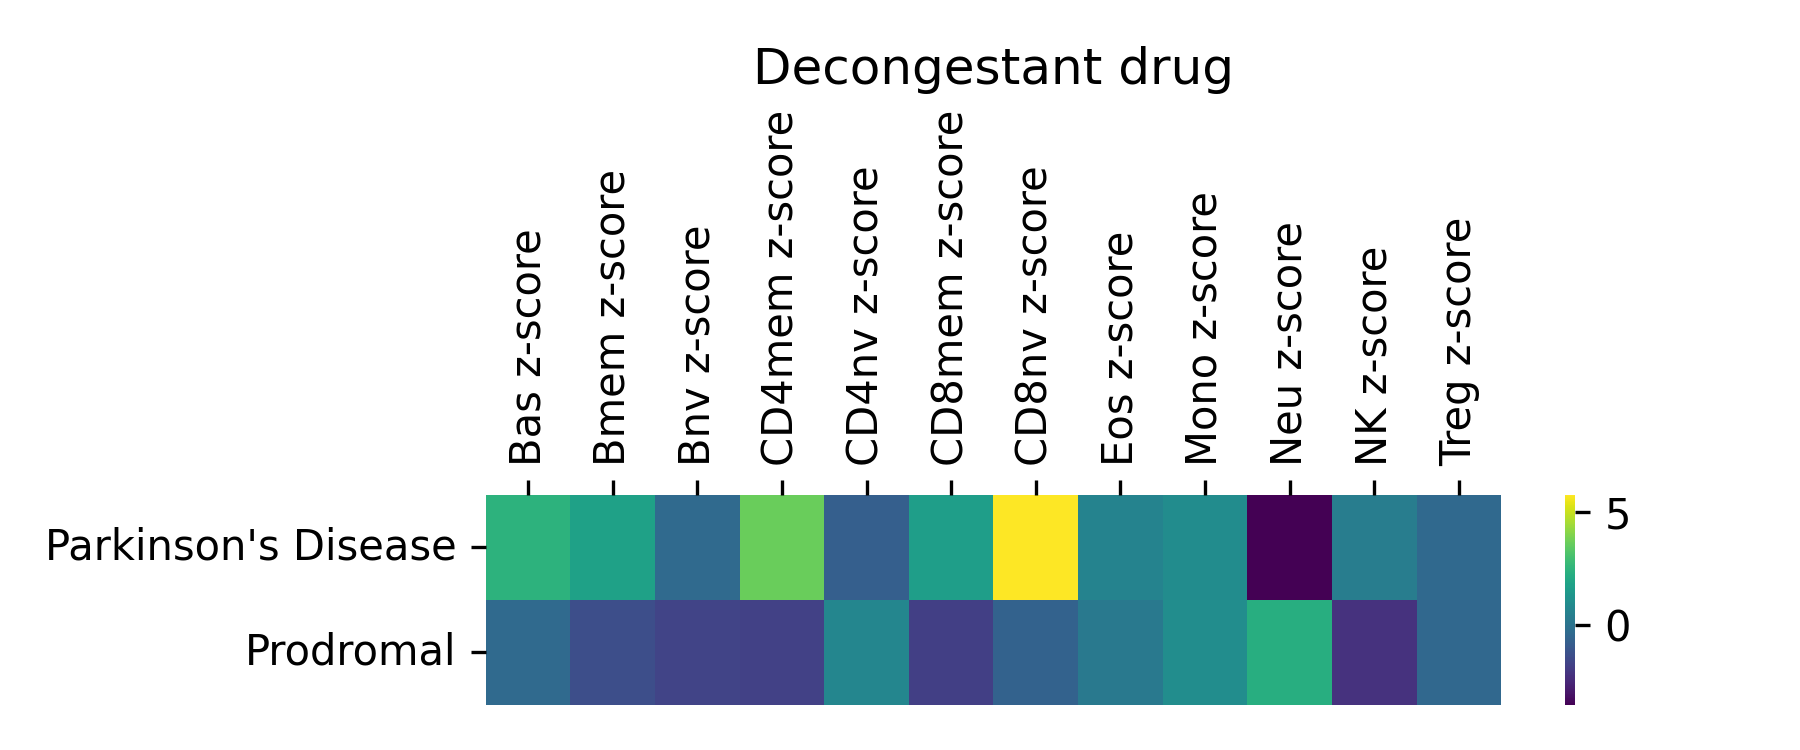 Decongestant drug
Bas z-score
Bmem z-score
Bnv z-score
CD4mem z-score
CD4nv z-score
CD8mem z-score
CD8nv z-score
Eos z-score
Mono z-score
Neu z-score
NK z-score
Treg z-score
Parkinson's Disease
Prodromal
5
0